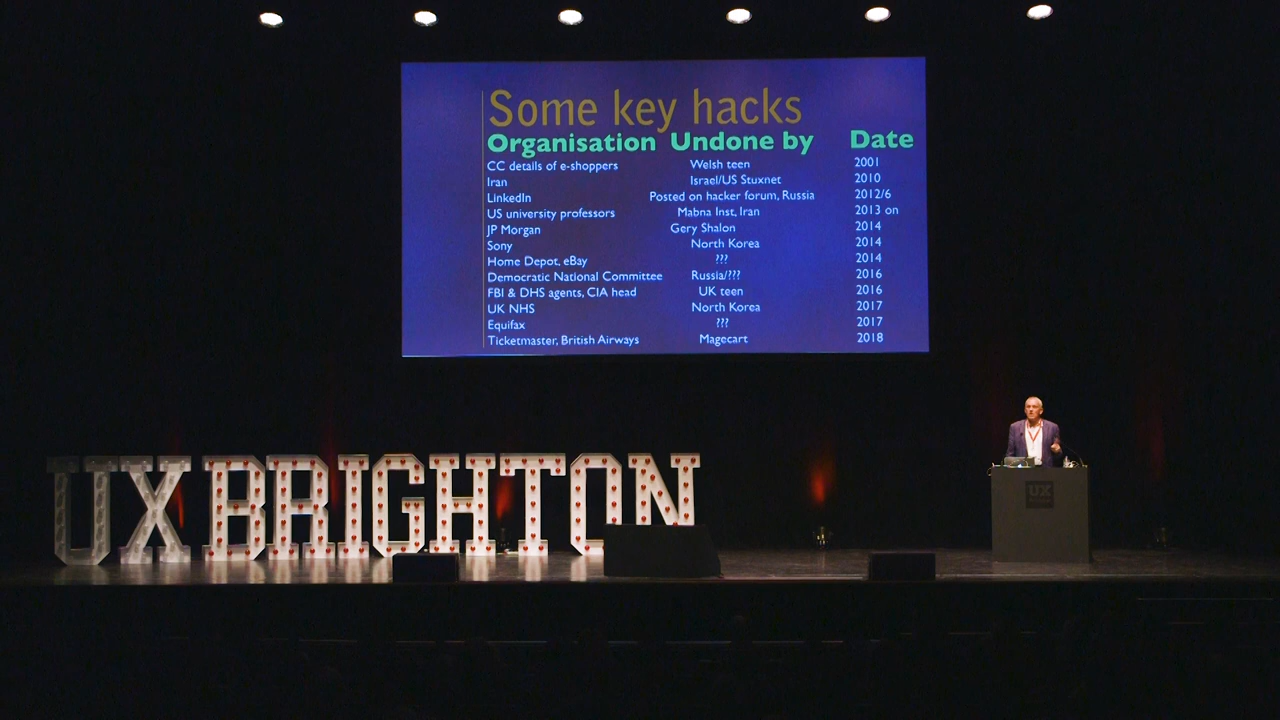 Some key hacks
Organisation Undone by Date
CC details of e-shoppers Welsh teen 2001
Iran Israel/US Stuxnet 2010
LinkedIn Posted on hacker forum, Russia 2012/6
US university professors Mabna Inst, Iran 2013 on
JP Morgan Gery Shalon 2014
Sony North Korea 2014
Home Depot, eBay ??? 2014
Democratic National Committee Russia/??? 2016
FBI & DHS agents, CIA head UK teen 2016
UK NHS North Korea 2017
Equifax ??? 2017
Ticketmaster, British Airways Magecart 2018
UX BRIGHTON
UX